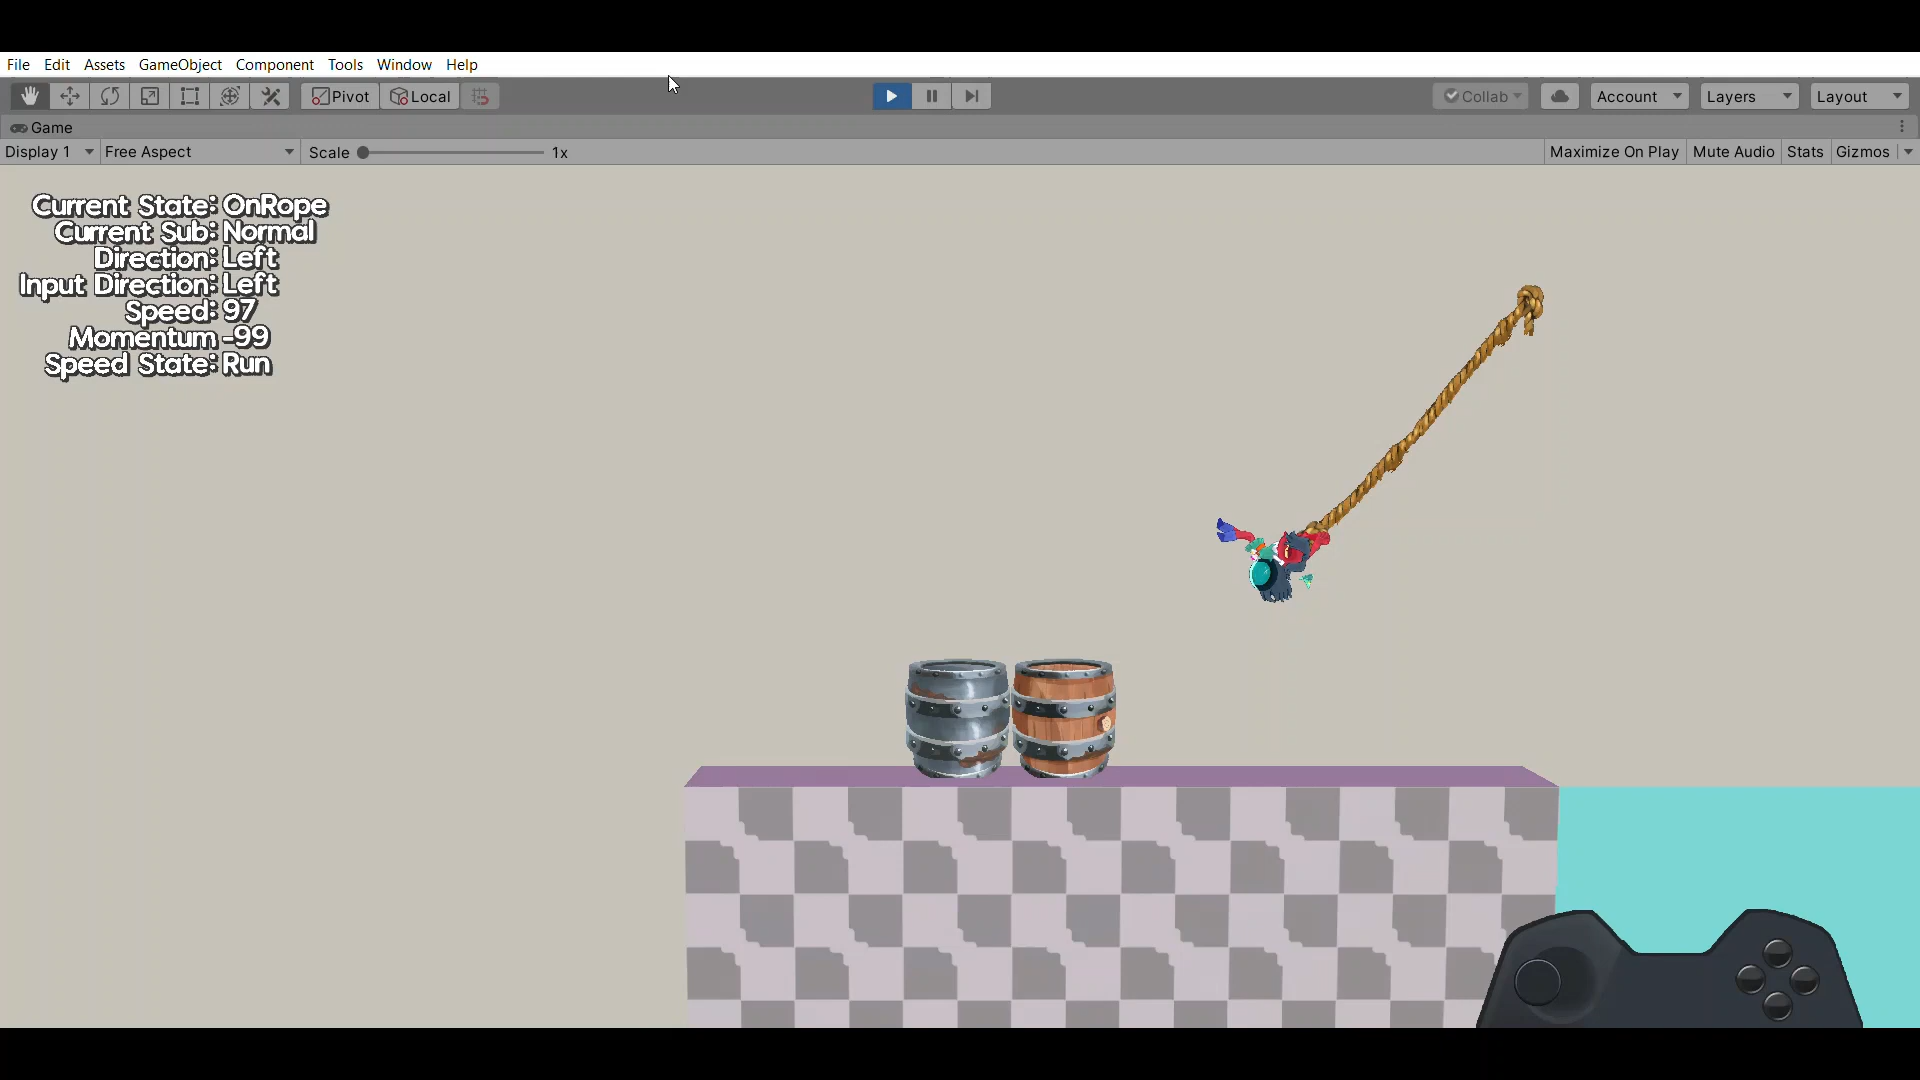 File Edit Assets GameObject Component Tools Window Help
Pivot Local Collab Account Layers Layout
Game
Display 1 Free Aspect Scale 1x Maximize On Play Mute Audio Stats Gizmos
Current State: OnRope
Current Sub: Normal
Direction: Left
Input Direction: Left
Speed: 97
Momentum -99
Speed State: Run